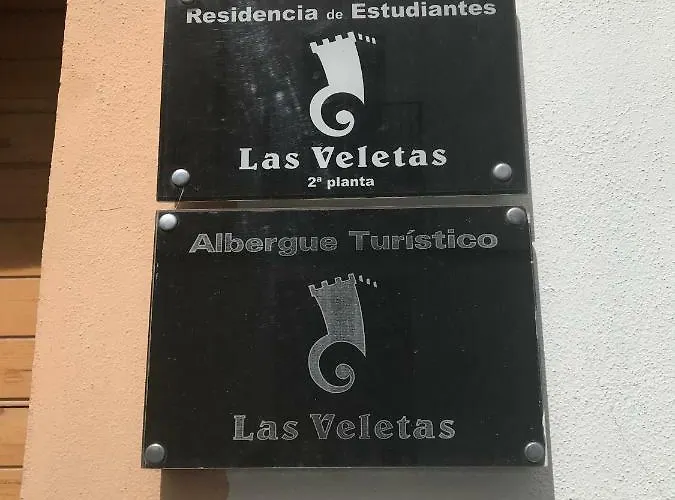 Residencia de Estudiantes
Las Veletas
2ª planta
Albergue Turístico
Las Veletas